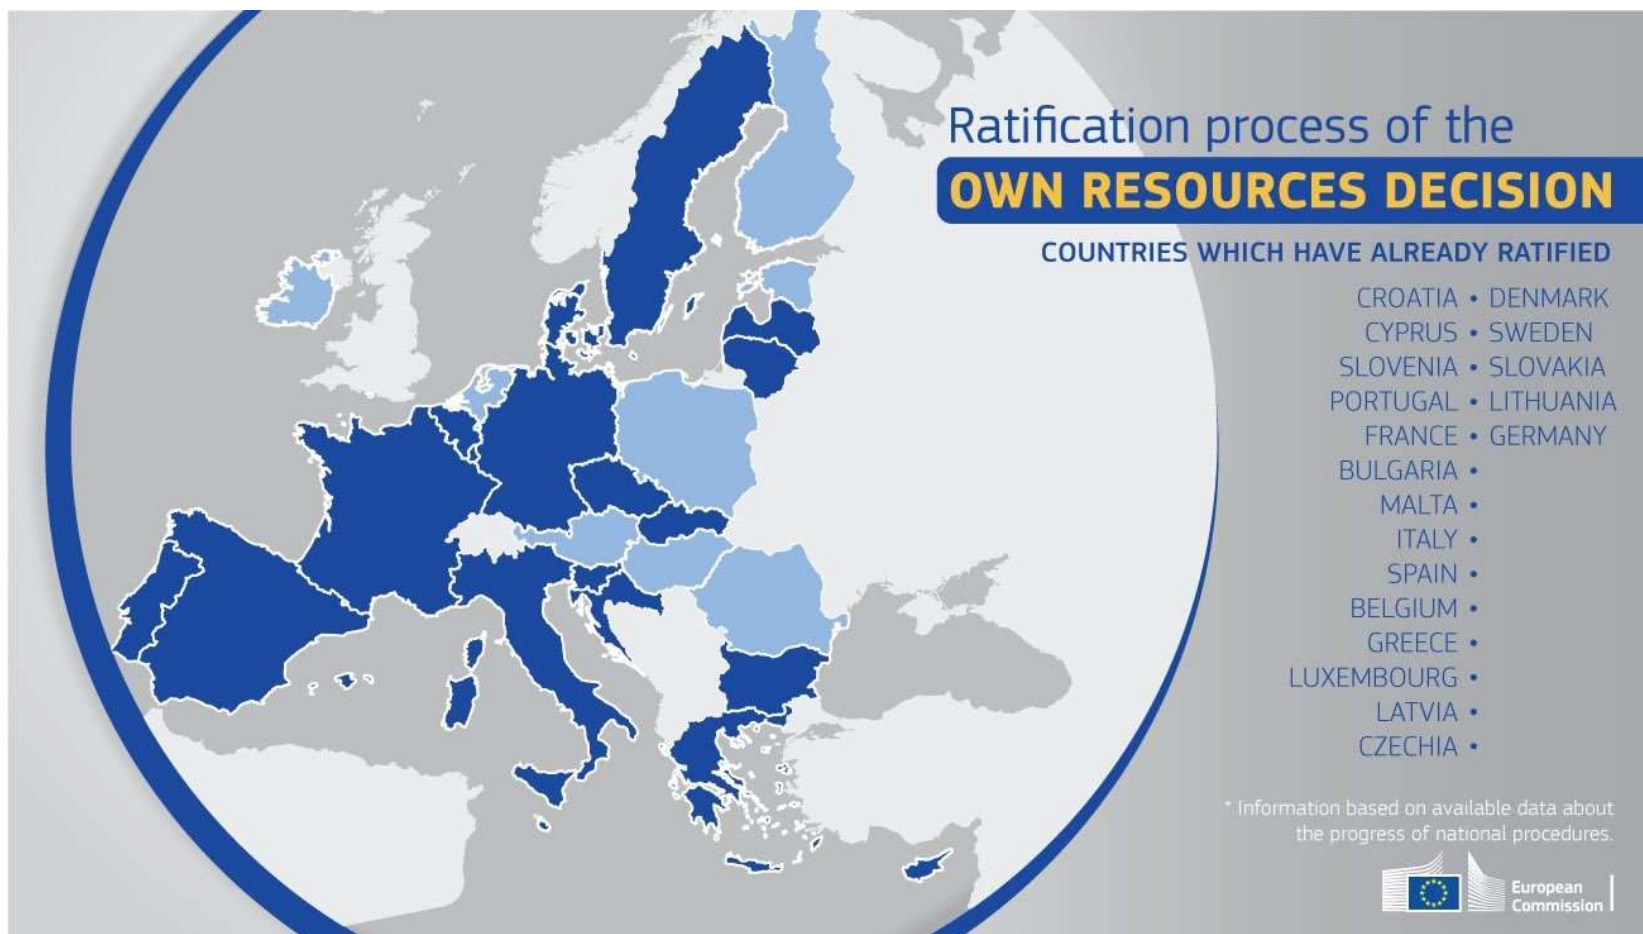 Ratification process of the
OWN RESOURCES DECISION
COUNTRIES WHICH HAVE ALREADY RATIFIED
CROATIA • DENMARK
CYPRUS • SWEDEN
SLOVENIA • SLOVAKIA
PORTUGAL • LITHUANIA
FRANCE • GERMANY
BULGARIA •
MALTA •
ITALY •
SPAIN •
BELGIUM •
GREECE •
LUXEMBOURG •
LATVIA •
CZECHIA •
* Information based on available data about
the progress of national procedures.
European
Commission